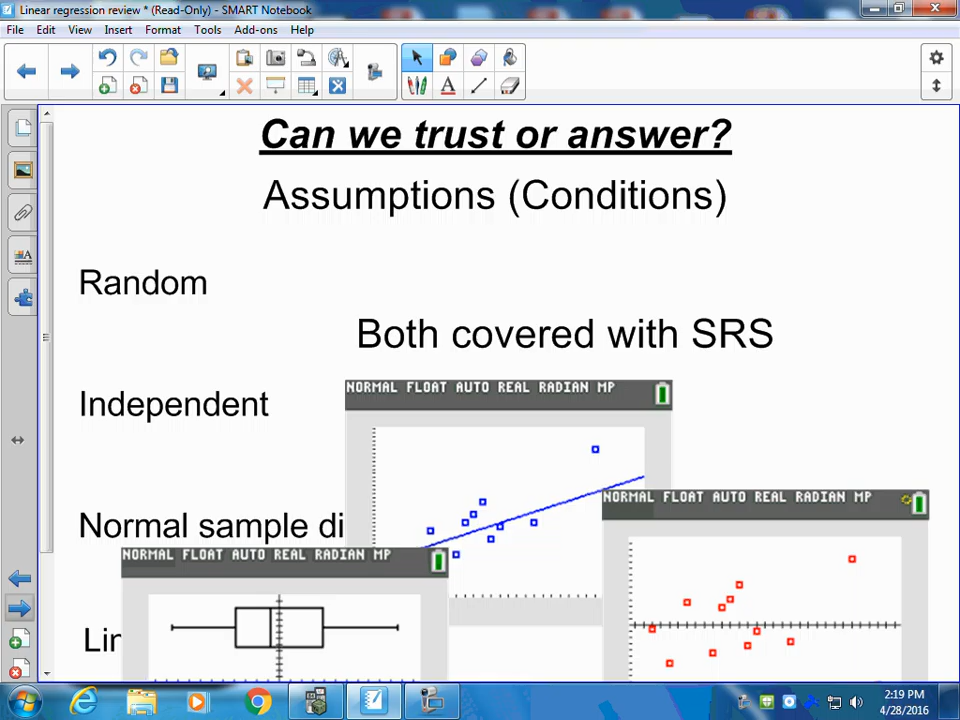 Linear regression review * (Read-Only) - SMART Notebook
File Edit View Insert Format Tools Add-ons Help
Can we trust or answer?
Assumptions (Conditions)
Random
Both covered with SRS
Independent
NORMAL FLOAT AUTO REAL RADIAN MP
NORMAL FLOAT AUTO REAL RADIAN MP
Normal sample di
NORMAL FLOAT AUTO REAL RADIAN MP
Lin
2:19 PM
4/28/2016